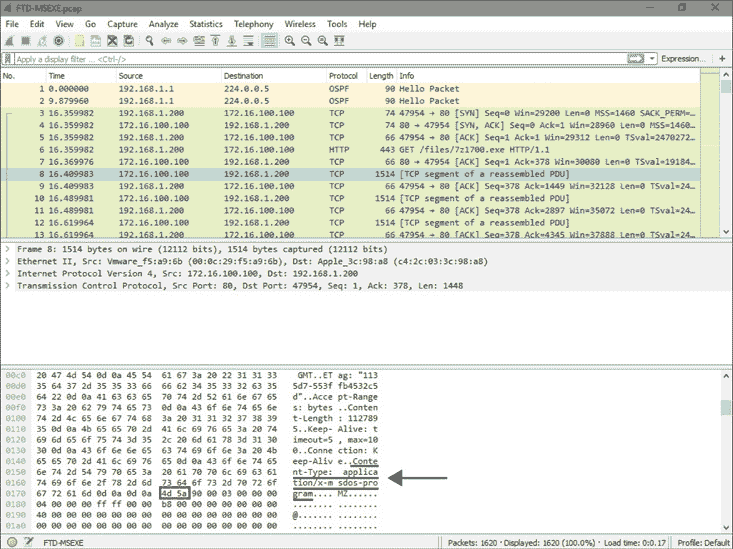 FTD-MSEXE.pcap
File Edit View Go Capture Analyze Statistics Telephony Wireless Tools Help
Apply a display filter ... <Ctrl-/>
Expression... +
No. Time Source Destination Protocol Length Info
1 0.000000 192.168.1.1 224.0.0.5 OSPF 90 Hello Packet
2 9.879960 192.168.1.1 224.0.0.5 OSPF 90 Hello Packet
3 16.359982 192.168.1.200 172.16.100.100 TCP 74 47954 → 80 [SYN] Seq=0 Win=29200 Len=0 MSS=1460 SACK_PERM=…
4 16.359982 172.16.100.100 192.168.1.200 TCP 74 80 → 47954 [SYN, ACK] Seq=0 Ack=1 Win=28960 Len=0 MSS=146…
5 16.359982 192.168.1.200 172.16.100.100 TCP 66 47954 → 80 [ACK] Seq=1 Ack=1 Win=29312 Len=0 TSval=2470272…
6 16.359982 192.168.1.200 172.16.100.100 HTTP 443 GET /files/7z1700.exe HTTP/1.1
7 16.369976 172.16.100.100 192.168.1.200 TCP 66 80 → 47954 [ACK] Seq=1 Ack=378 Win=30080 Len=0 TSval=19184…
8 16.409983 172.16.100.100 192.168.1.200 TCP 1514 [TCP segment of a reassembled PDU]
9 16.409983 192.168.1.200 172.16.100.100 TCP 66 47954 → 80 [ACK] Seq=378 Ack=1449 Win=32128 Len=0 TSval=24…
10 16.489981 172.16.100.100 192.168.1.200 TCP 1514 [TCP segment of a reassembled PDU]
11 16.489981 192.168.1.200 172.16.100.100 TCP 66 47954 → 80 [ACK] Seq=378 Ack=2897 Win=35072 Len=0 TSval=24…
12 16.619964 172.16.100.100 192.168.1.200 TCP 1514 [TCP segment of a reassembled PDU]
13 16.619964 192.168.1.200 172.16.100.100 TCP 66 47954 → 80 [ACK] Seq=378 Ack=4345 Win=37888 Len=0 TSval=24…
Frame 8: 1514 bytes on wire (12112 bits), 1514 bytes captured (12112 bits)
Ethernet II, Src: Vmware_f5:a9:6b (00:0c:29:f5:a9:6b), Dst: Apple_3c:98:a8 (c4:2c:03:3c:98:a8)
Internet Protocol Version 4, Src: 172.16.100.100, Dst: 192.168.1.200
Transmission Control Protocol, Src Port: 80, Dst Port: 47954, Seq: 1, Ack: 378, Len: 1448
00c0 20 47 4d 54 0d 0a 45 54 61 67 3a 20 22 31 31 33 GMT..ET ag: "113
00d0 35 64 37 2d 35 35 33 66 66 62 34 35 33 32 63 35 5d7-553f fb4532c5
00e0 64 22 0d 0a 41 63 63 65 70 74 2d 52 61 6e 67 65 d"..Acce pt-Range
00f0 73 3a 20 62 79 74 65 73 0d 0a 43 6f 6e 74 65 6e s: bytes ..Conten
0100 74 2d 4c 65 6e 67 74 68 3a 20 31 31 32 37 38 39 t-Length : 112789
0110 35 0d 0a 4b 65 65 70 2d 41 6c 69 76 65 3a 20 74 5..Keep- Alive: t
0120 69 6d 65 6f 75 74 3d 35 2c 20 6d 61 78 3d 31 30 imeout=5 , max=10
0130 30 0d 0a 43 6f 6e 6e 65 63 74 69 6f 6e 3a 20 4b 0..Conne ction: K
0140 65 65 70 2d 41 6c 69 76 65 0d 0a 43 6f 6e 74 65 eep-Aliv e..Conte
0150 6e 74 2d 54 79 70 65 3a 20 61 70 70 6c 69 63 61 nt-Type: applica
0160 74 69 6f 6e 2f 78 2d 6d 73 64 6f 73 2d 70 72 6f tion/x-m sdos-pro
0170 67 72 61 6d 0d 0a 0d 0a 4d 5a 90 00 03 00 00 00 gram.... MZ......
0180 04 00 00 00 ff ff 00 00 b8 00 00 00 00 00 00 00 ........ ........
0190 40 00 00 00 00 00 00 00 00 00 00 00 00 00 00 00 @....... ........
01a0 00 00 00 00 00 00 00 00 00 00 00 00 00 00 00 00 ........ ........
FTD-MSEXE Packets: 1620 · Displayed: 1620 (100.0%) · Load time: 0:0.17 Profile: Default